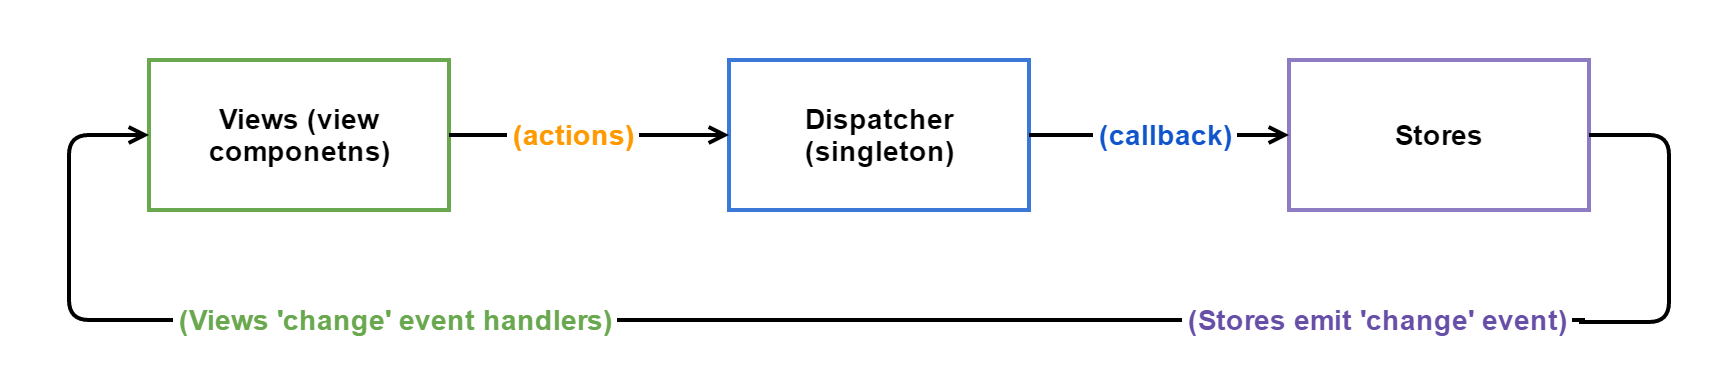 Views (view
componetns)
(actions)
Dispatcher
(singleton)
(callback)
Stores
(Views 'change' event handlers)
(Stores emit 'change' event)